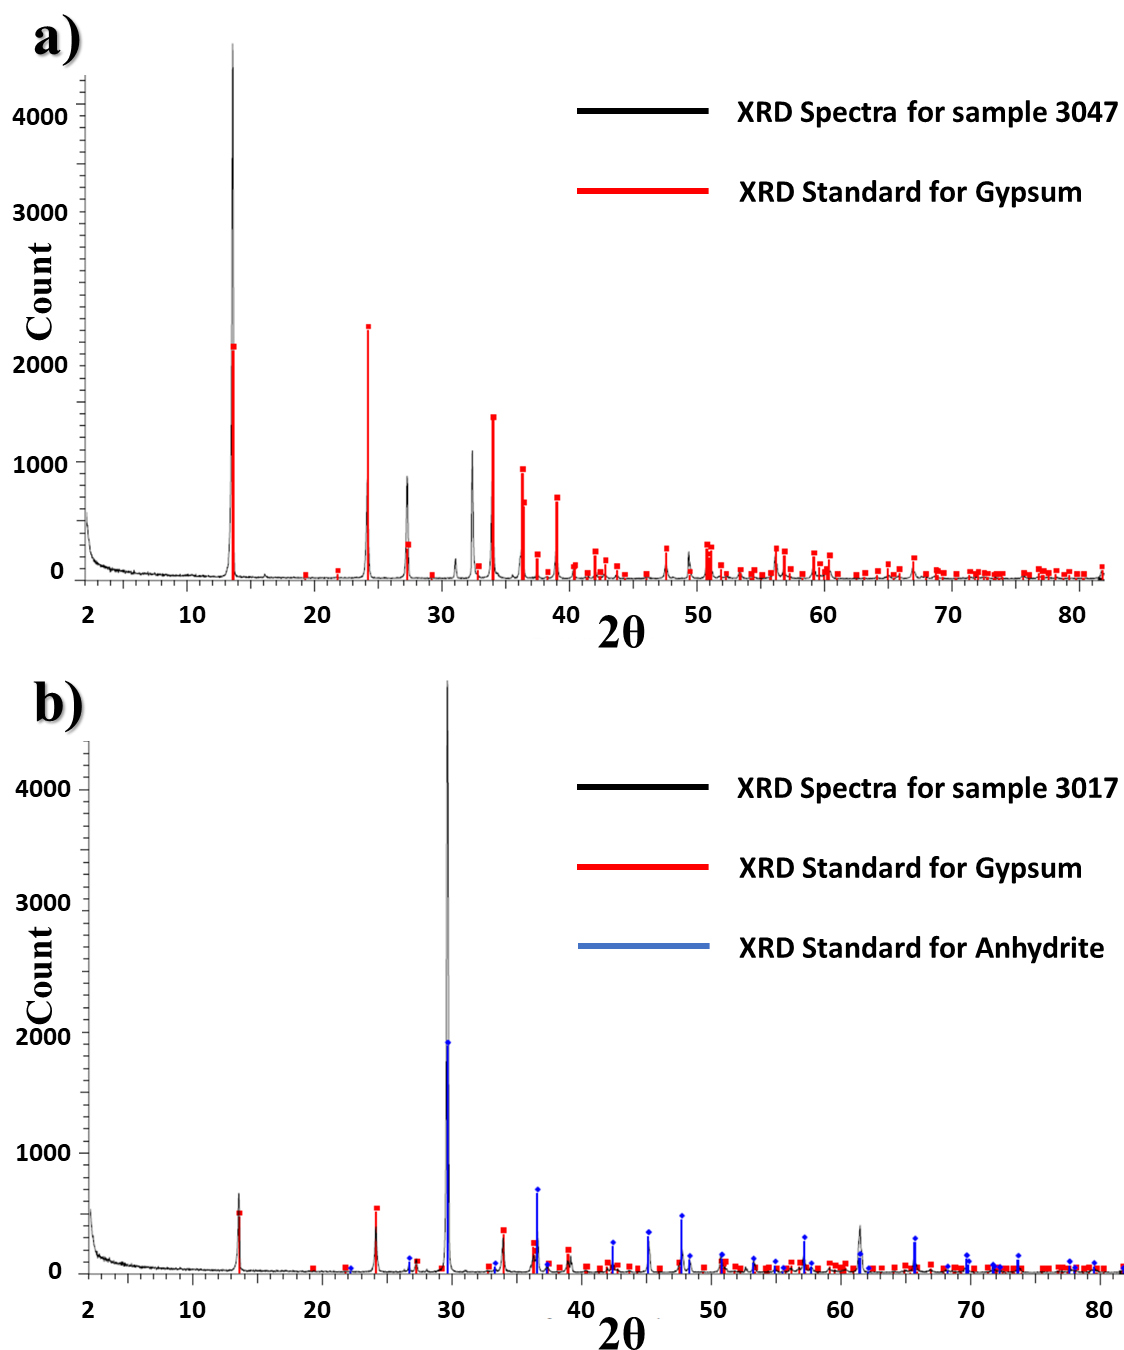 a)
4000
3000
2000
1000
0
Count
XRD Spectra for sample 3047
XRD Standard for Gypsum
2 20 30 40 50 60 70 80
2θ
b)
4000
3000
2000
1000
0
Count
XRD Spectra for sample 3017
XRD Standard for Gypsum
XRD Standard for Anhydrite
2 10 20 30 40 50 60 70 80
2θ